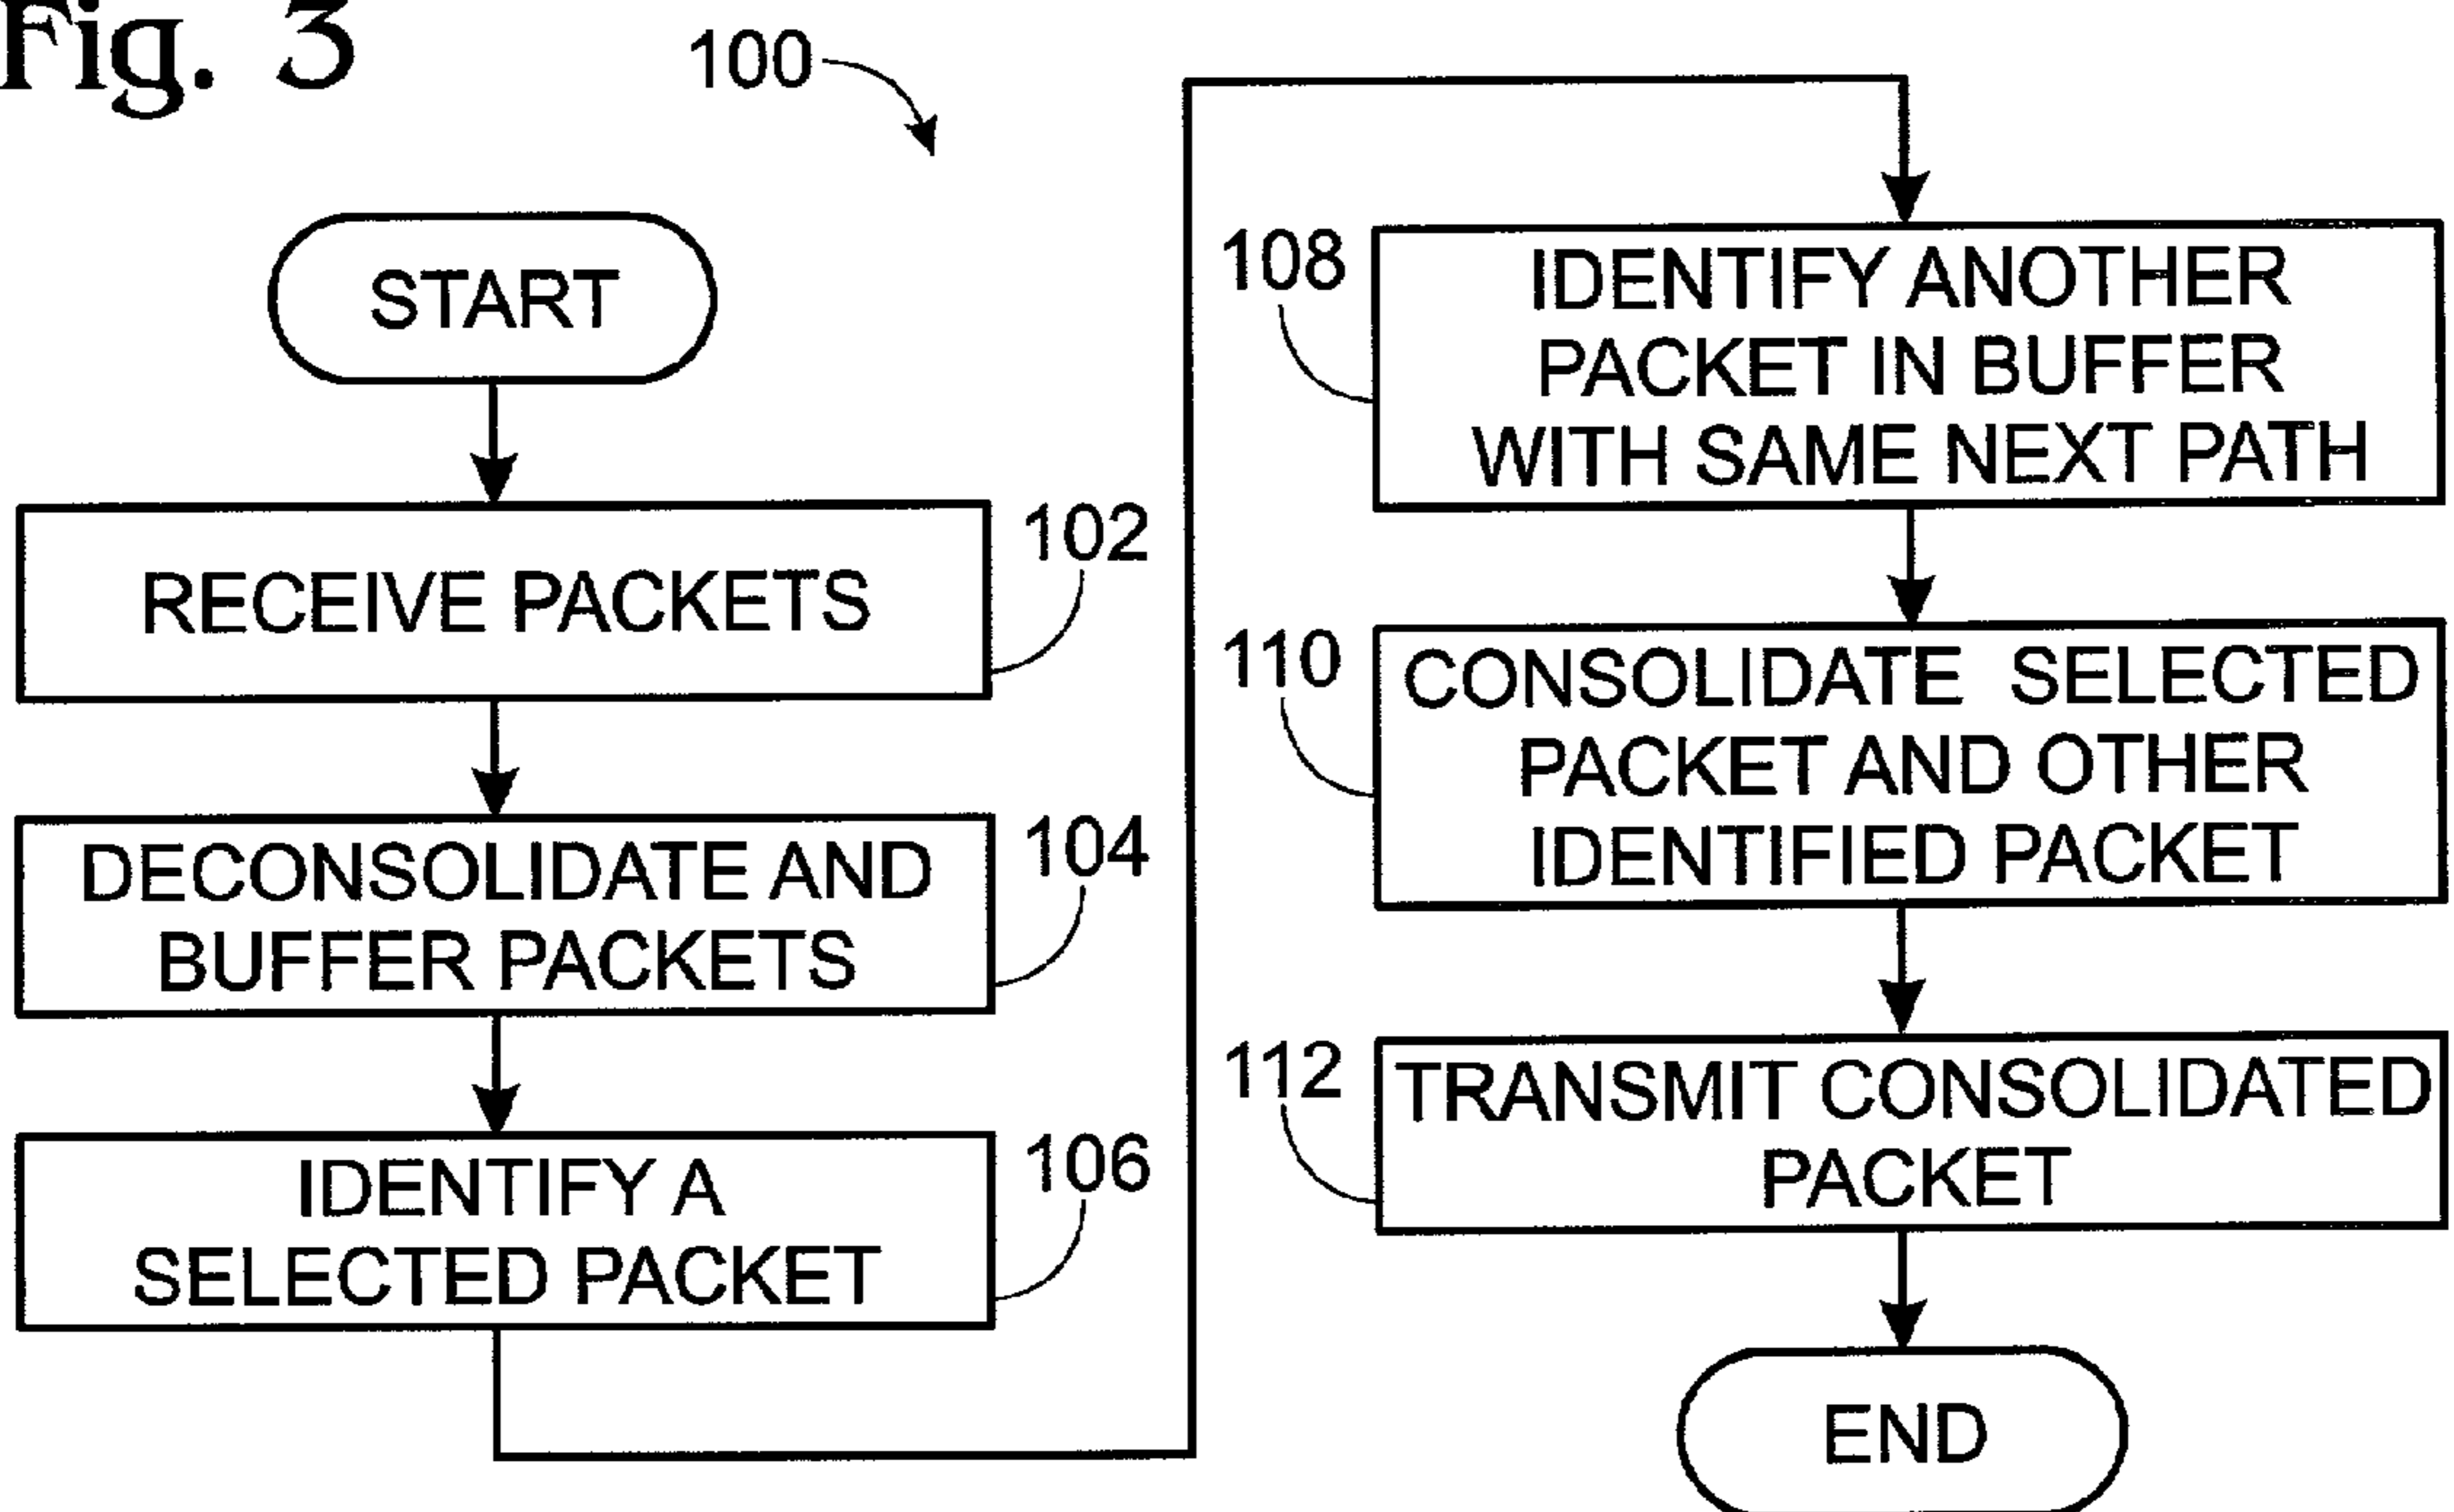 Fig. 3
100
START
RECEIVE PACKETS
102
DECONSOLIDATE AND
BUFFER PACKETS
104
IDENTIFY A
SELECTED PACKET
106
108
IDENTIFY ANOTHER
PACKET IN BUFFER
WITH SAME NEXT PATH
110
CONSOLIDATE SELECTED
PACKET AND OTHER
IDENTIFIED PACKET
112
TRANSMIT CONSOLIDATED
PACKET
END